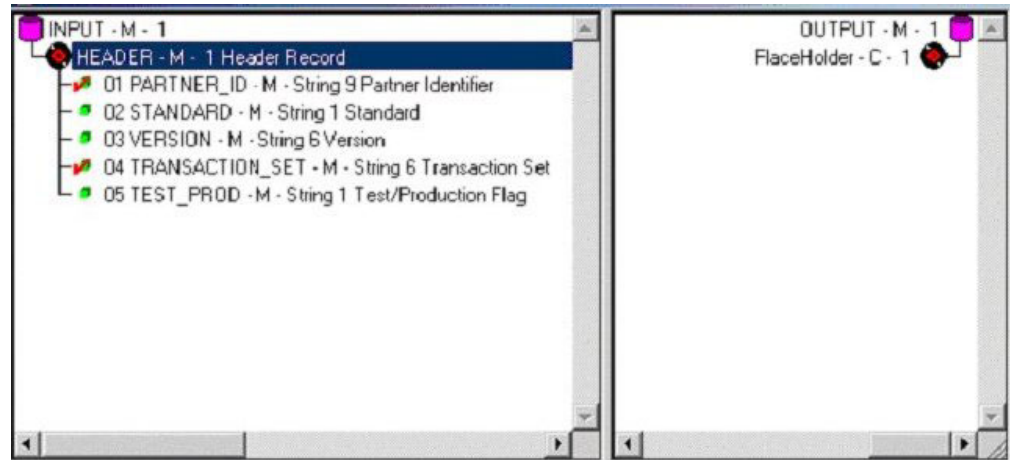 INPUT - M - 1
HEADER - M - 1 Header Record
01 PARTNER_ID - M - String 9 Partner Identifier
02 STANDARD - M - String 1 Standard
03 VERSION - M - String 6 Version
04 TRANSACTION_SET - M - String 6 Transaction Set
05 TEST_PROD - M - String 1 Test/Production Flag
OUTPUT - M - 1
FlaceHolder - C - 1